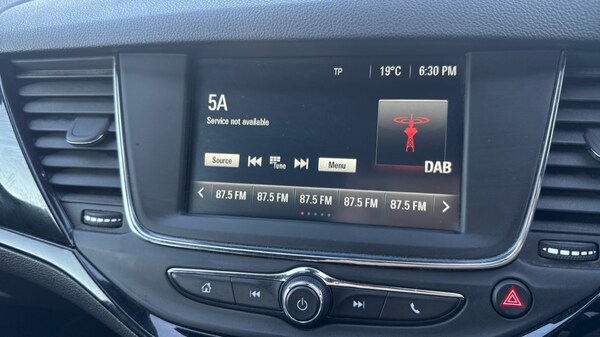 TP 19°C 6:30 PM
5A
Service not available
Source Tune Menu
DAB
87.5 FM 87.5 FM 87.5 FM 87.5 FM 87.5 FM